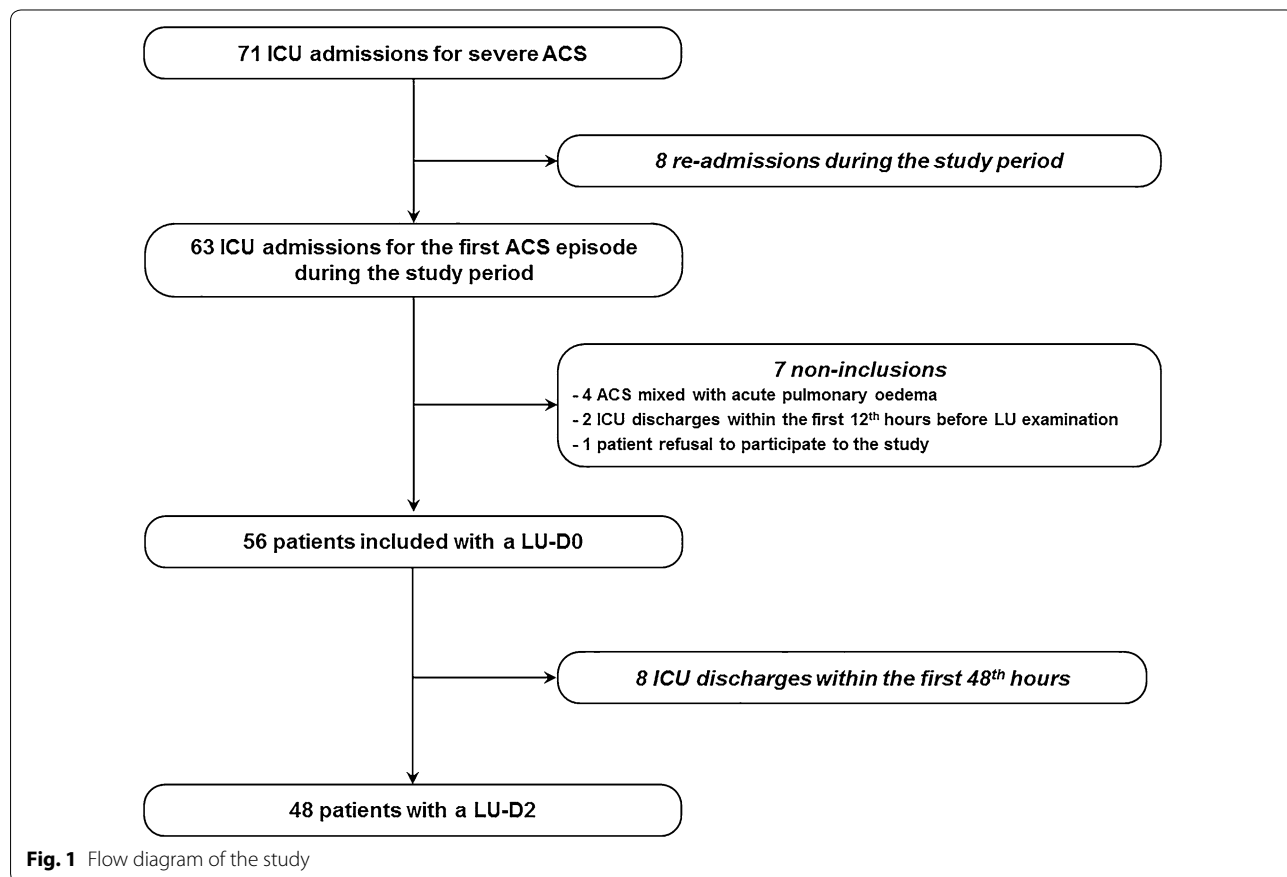 71 ICU admissions for severe ACS
8 re-admissions during the study period
63 ICU admissions for the first ACS episode
during the study period
7 non-inclusions
- 4 ACS mixed with acute pulmonary oedema
- 2 ICU discharges within the first 12th hours before LU examination
- 1 patient refusal to participate to the study
56 patients included with a LU-D0
8 ICU discharges within the first 48th hours
48 patients with a LU-D2
Fig. 1 Flow diagram of the study